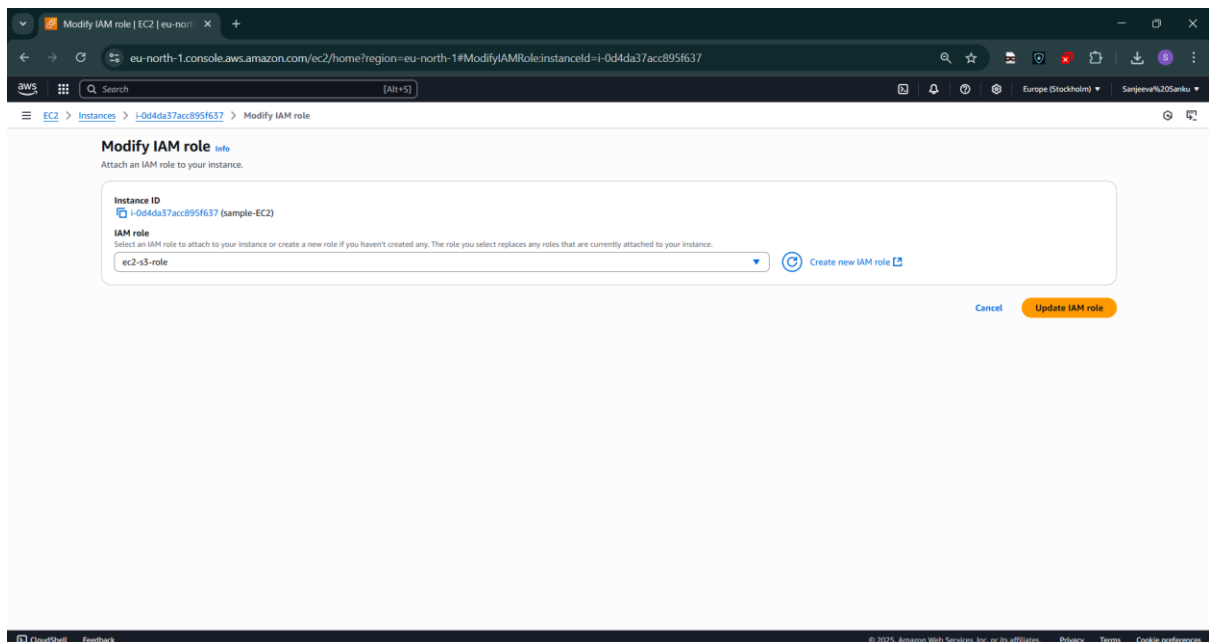 Modify IAM role | EC2 | eu-nort
eu-north-1.console.aws.amazon.com/ec2/home?region=eu-north-1#ModifyIAMRole:instanceId=i-0d4da37acc895f637
S
aws
Search [Alt+S]
Europe (Stockholm) Sanjeeva%20Sanku
EC2 > Instances > i-0d4da37acc895f637 > Modify IAM role
Modify IAM role Info
Attach an IAM role to your instance.
Instance ID
i-0d4da37acc895f637 (sample-EC2)
IAM role
Select an IAM role to attach to your instance or create a new role if you haven't created any. The role you select replaces any roles that are currently attached to your instance.
ec2-s3-role
Create new IAM role
Cancel Update IAM role
CloudShell Feedback © 2025, Amazon Web Services, Inc. or its affiliates. Privacy Terms Cookie preferences